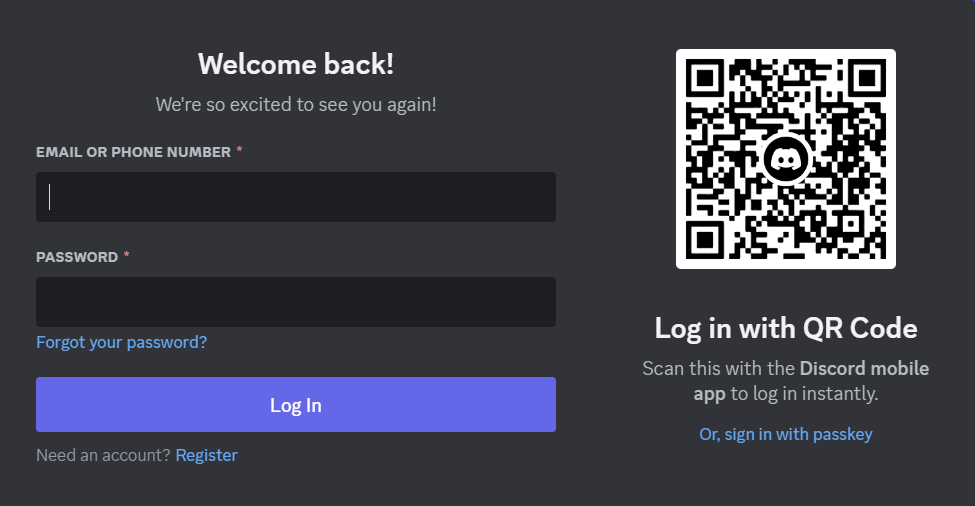 Welcome back!
We're so excited to see you again!
EMAIL OR PHONE NUMBER *
PASSWORD *
Forgot your password?
Log In
Need an account? Register
Log in with QR Code
Scan this with the Discord mobile
app to log in instantly.
Or, sign in with passkey